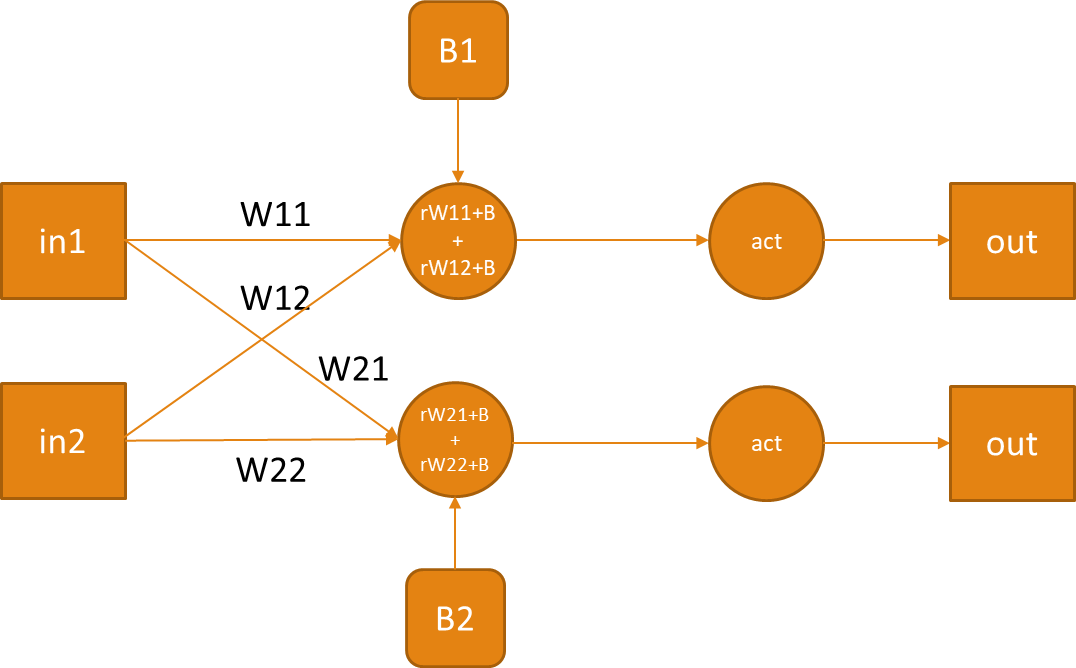 B1
in1
W11
rW11+B
+
rW12+B
act
out
W12
W21
in2
W22
rW21+B
+
rW22+B
act
out
B2